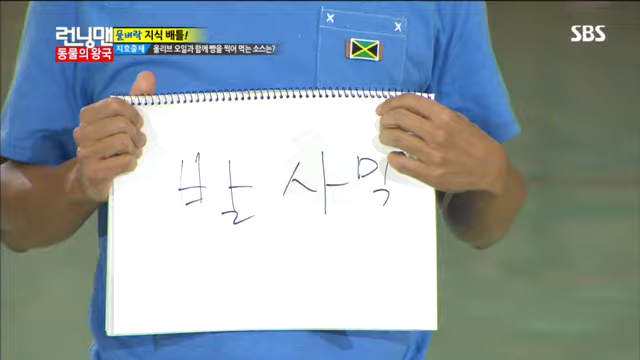 런닝맨 물벼락 지식 배틀!
동물의 왕국 지효출제 올리브 오일과 함께 빵을 찍어 먹는 소스는?
SBS
발 사믹